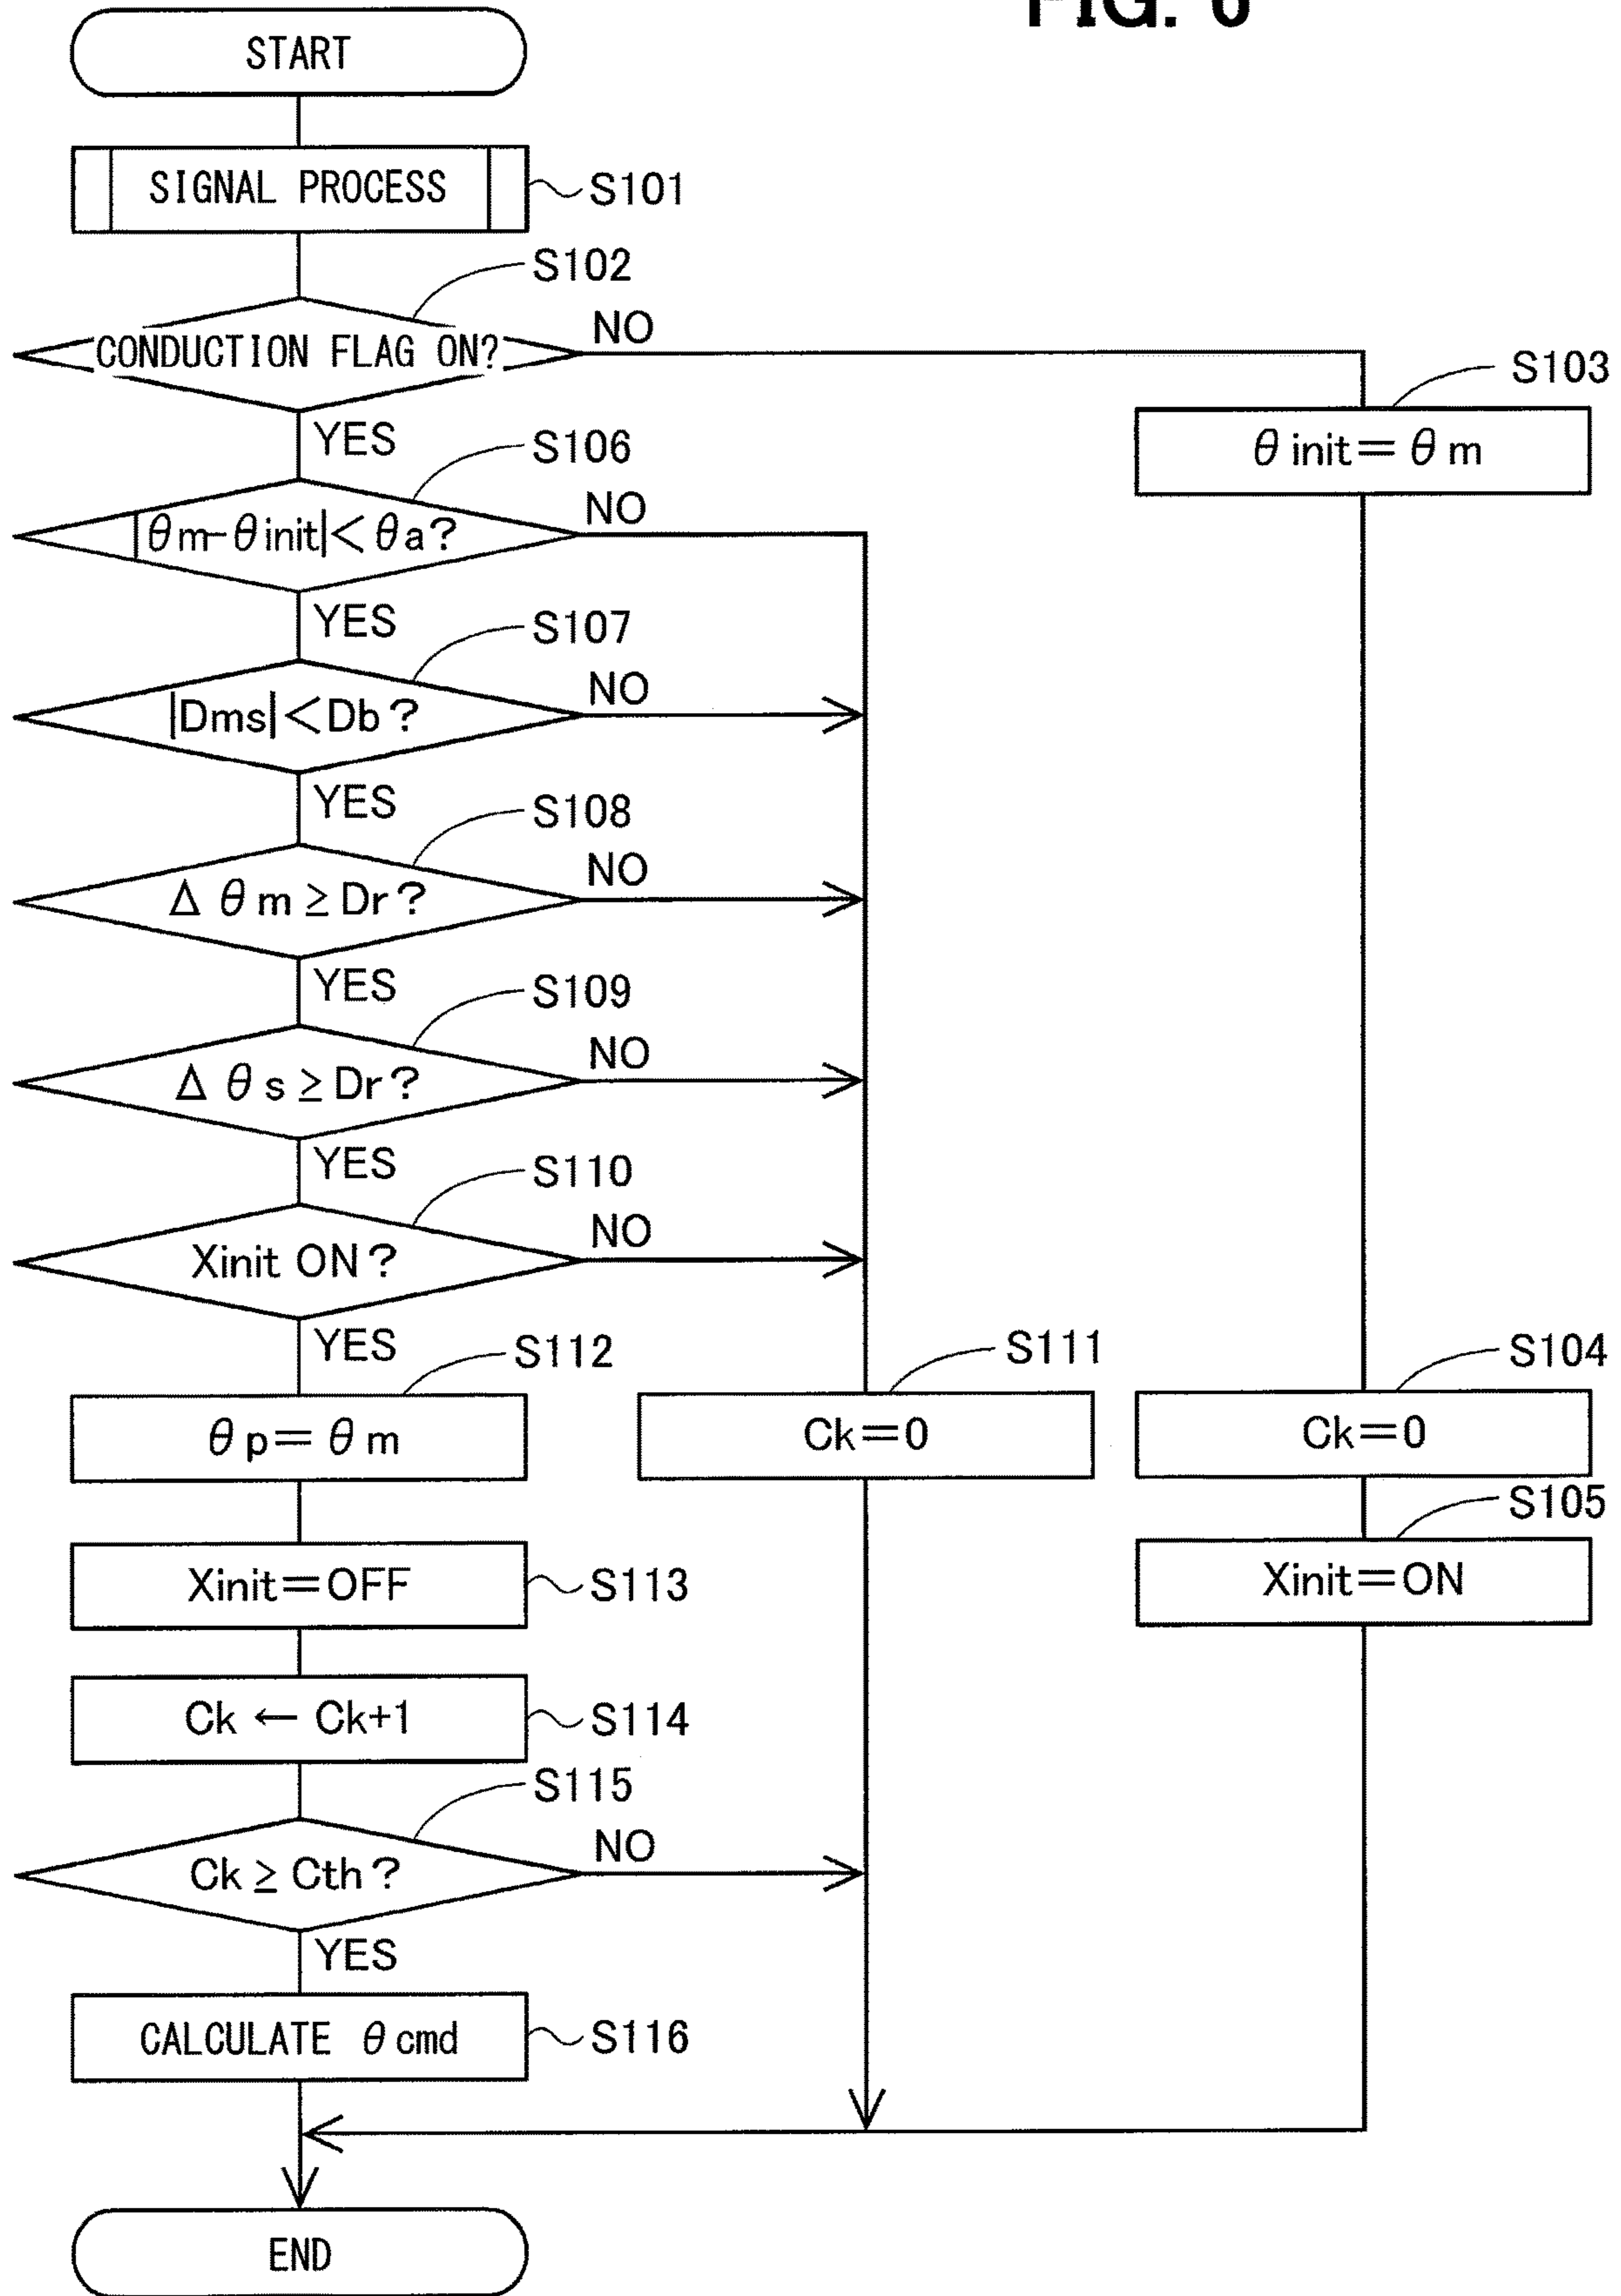 FIG. 6
START
SIGNAL PROCESS
S101
S102
CONDUCTION FLAG ON?
NO
S103
θ init= θ m
YES
S106
|θ m-θ init|< θ a?
NO
YES
S107
|Dms|<Db?
NO
YES
S108
Δ θ m ≥ Dr?
NO
YES
S109
Δ θ s ≥ Dr?
NO
YES
S110
Xinit ON?
NO
YES
S112
S111
S104
θ p= θ m
Ck=0
Ck=0
S105
Xinit=OFF
S113
Xinit=ON
Ck ← Ck+1
S114
S115
Ck ≥ Cth?
NO
YES
CALCULATE θ cmd
S116
END